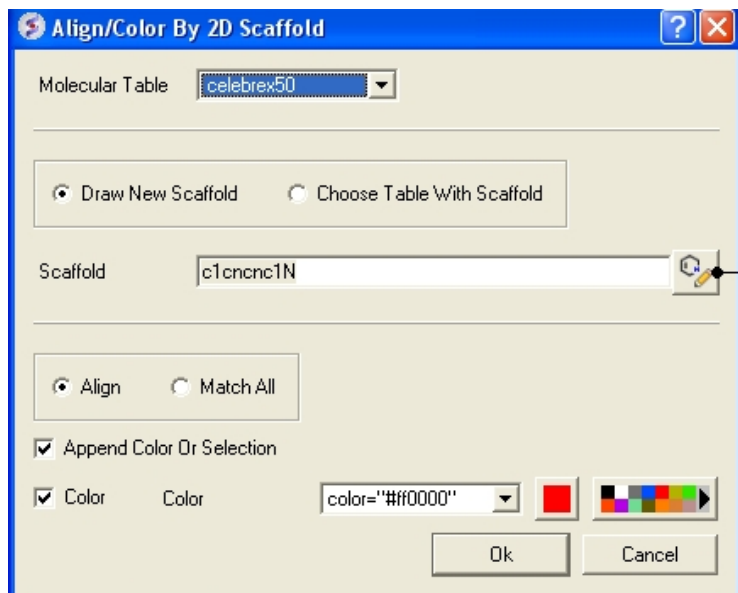 Align/Color By 2D Scaffold
Molecular Table celebrex50
Draw New Scaffold Choose Table With Scaffold
Scaffold c1cncnc1N
Align Match All
Append Color Or Selection
Color Color color="#ff0000"
Ok Cancel